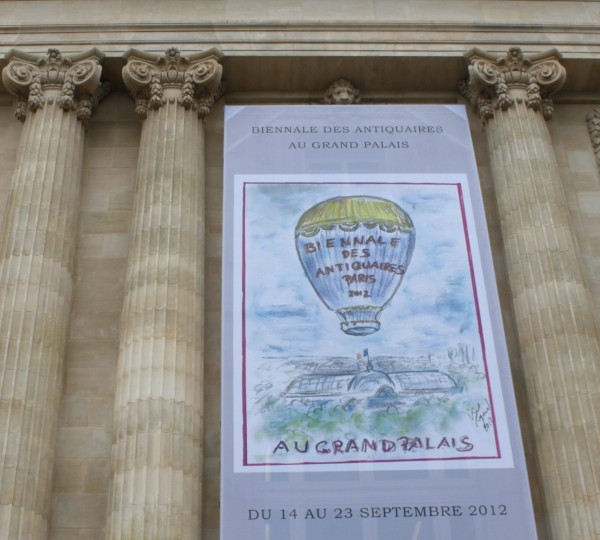 BIENNALE DES ANTIQUAIRES
AU GRAND PALAIS
BIENNALE
DES
ANTIQUAIRES
PARIS
2012
AU GRAND PALAIS
DU 14 AU 23 SEPTEMBRE 2012